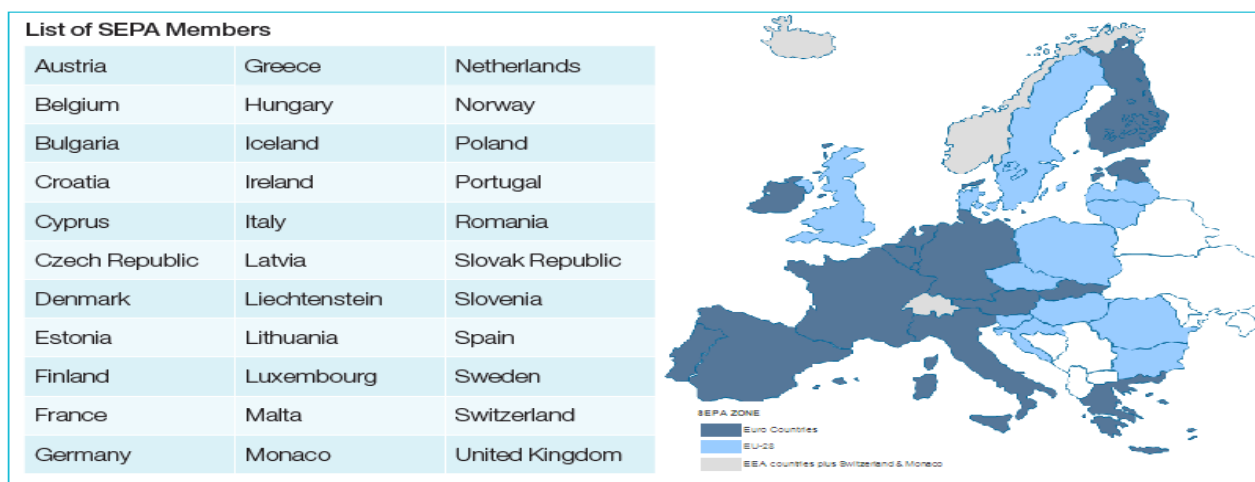 List of SEPA Members
Austria Greece Netherlands
Belgium Hungary Norway
Bulgaria Iceland Poland
Croatia Ireland Portugal
Cyprus Italy Romania
Czech Republic Latvia Slovak Republic
Denmark Liechtenstein Slovenia
Estonia Lithuania Spain
Finland Luxembourg Sweden
France Malta Switzerland
Germany Monaco United Kingdom
SEPA ZONE
Euro Countries
EU-28
EEA countries plus Switzerland & Monaco